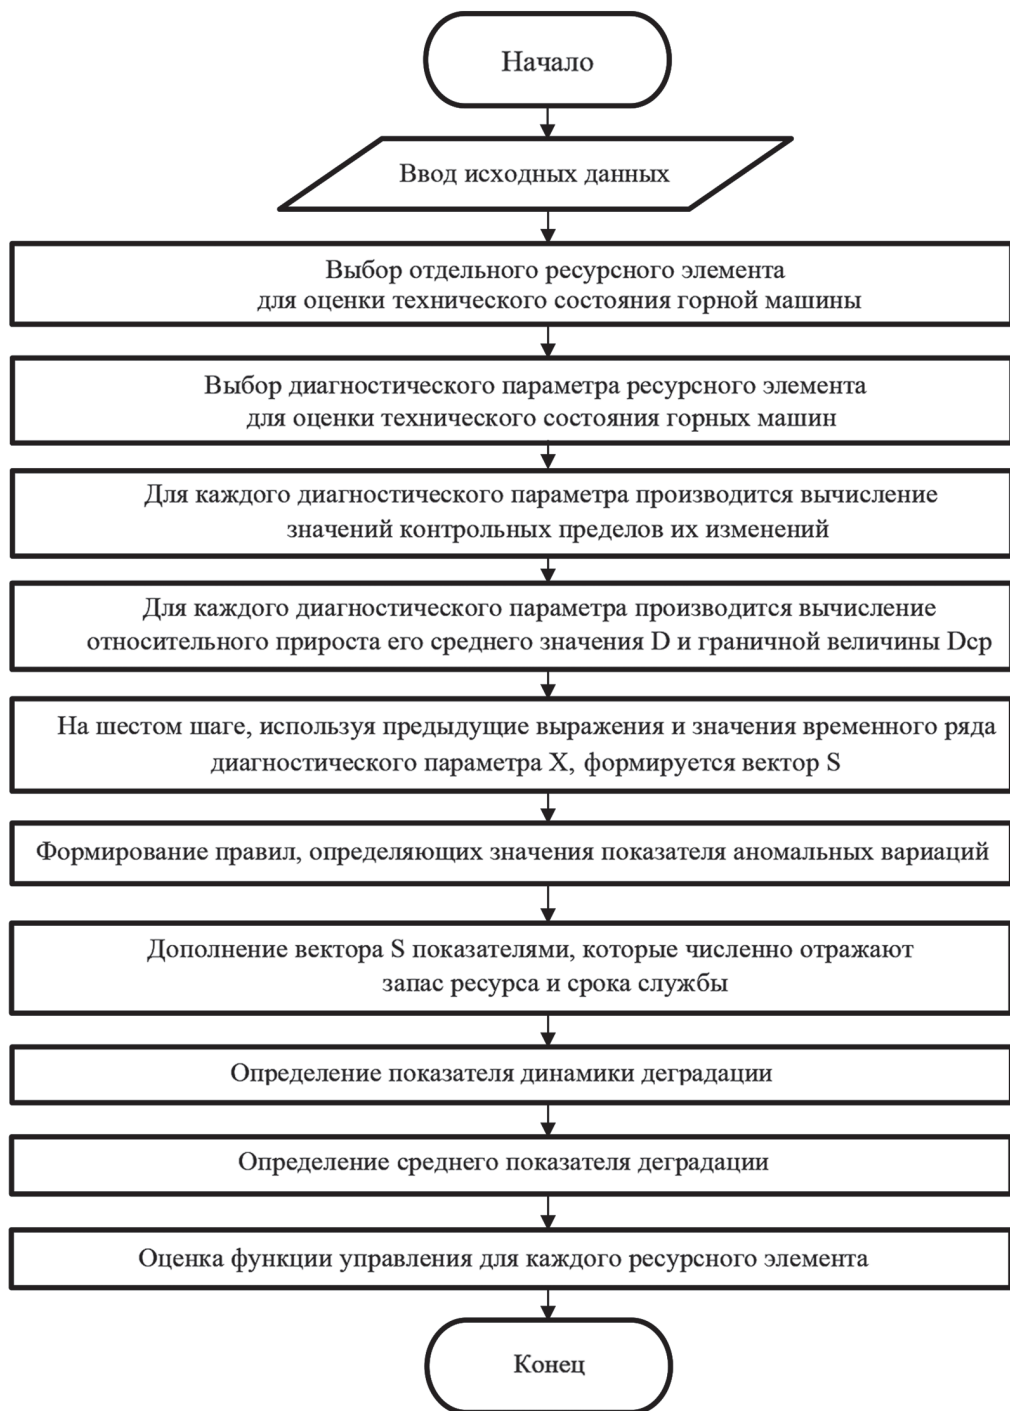 Начало
Ввод исходных данных
Выбор отдельного ресурсного элемента
для оценки технического состояния горной машины
Выбор диагностического параметра ресурсного элемента
для оценки технического состояния горных машин
Для каждого диагностического параметра производится вычисление
значений контрольных пределов их изменений
Для каждого диагностического параметра производится вычисление
относительного прироста его среднего значения D и граничной величины Dср
На шестом шаге, используя предыдущие выражения и значения временного ряда
диагностического параметра X, формируется вектор S
Формирование правил, определяющих значения показателя аномальных вариаций
Дополнение вектора S показателями, которые численно отражают
запас ресурса и срока службы
Определение показателя динамики деградации
Определение среднего показателя деградации
Оценка функции управления для каждого ресурсного элемента
Конец